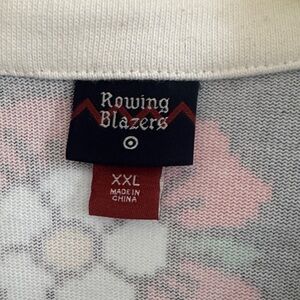 Rowing
Blazers
XXL
MADE IN
CHINA